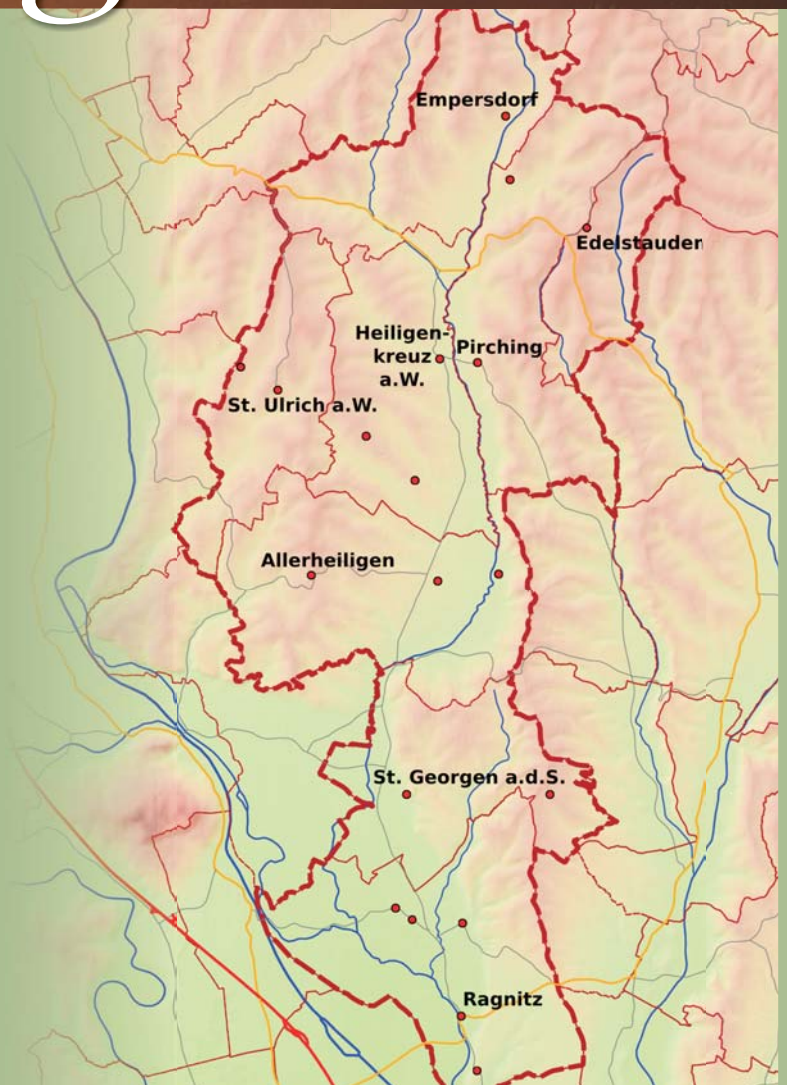 Empersdorf
Edelstauden
Heiligen-
kreuz
a.W.
Pirching
St. Ulrich a.W.
Allerheiligen
St. Georgen a.d.S.
Ragnitz